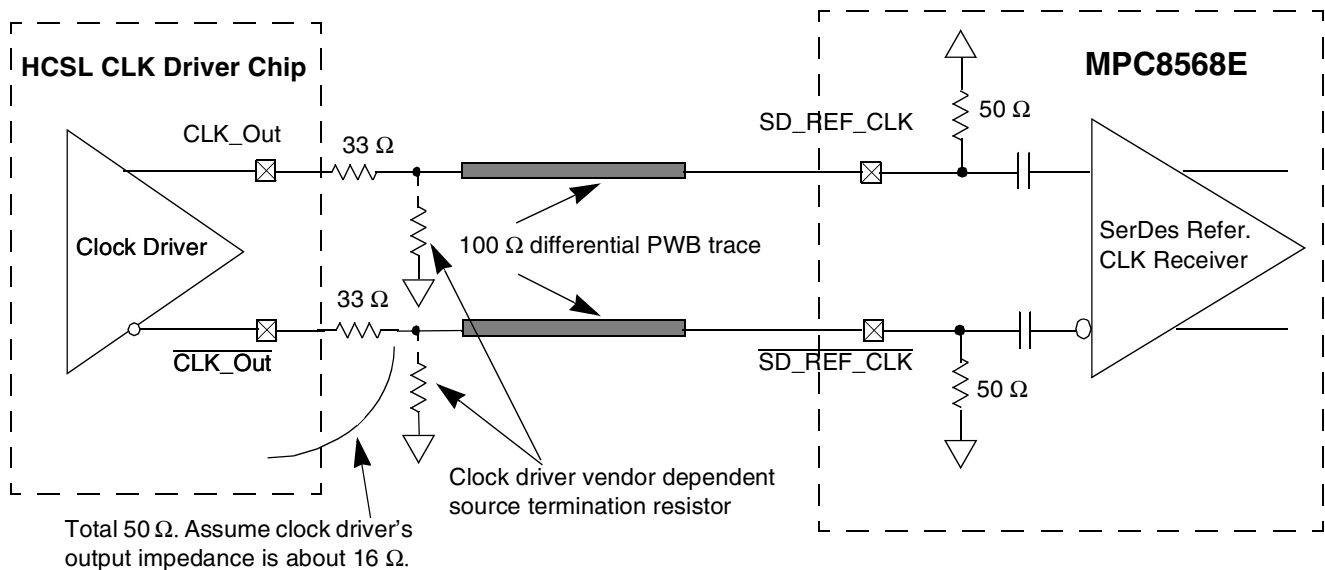 HCSL CLK Driver Chip
MPC8568E
CLK_Out
33 Ω
SD_REF_CLK
50 Ω
Clock Driver
100 Ω differential PWB trace
SerDes Refer.
CLK Receiver
33 Ω
CLK_Out
SD_REF_CLK
50 Ω
Clock driver vendor dependent
source termination resistor
Total 50 Ω. Assume clock driver's
output impedance is about 16 Ω.